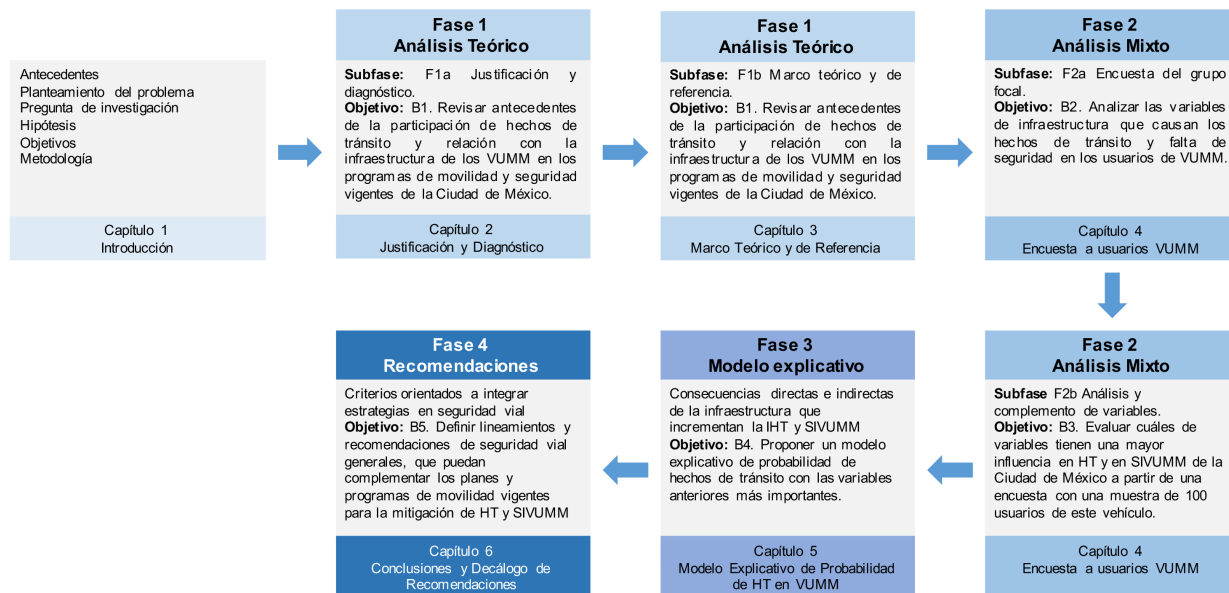 Antecedentes
Planteamiento del problema
Pregunta de investigación
Hipótesis
Objetivos
Metodología
Capítulo 1
Introducción
Fase 1
Análisis Teórico
Subfase: F1a Justificación y
diagnóstico.
Objetivo: B1. Revisar antecedentes
de la participación de hechos de
tránsito y relación con la
infraestructura de los VUMM en los
programas de movilidad y seguridad
vigentes de la Ciudad de México.
Capítulo 2
Justificación y Diagnóstico
Fase 1
Análisis Teórico
Subfase: F1b Marco teórico y de
referencia.
Objetivo: B1. Revisar antecedentes
de la participación de hechos de
tránsito y relación con la
infraestructura de los VUMM en los
programas de movilidad y seguridad
vigentes de la Ciudad de México.
Capítulo 3
Marco Teórico y de Referencia
Fase 2
Análisis Mixto
Subfase: F2a Encuesta del grupo
focal.
Objetivo: B2. Analizar las variables
de infraestructura que causan los
hechos de tránsito y falta de
seguridad en los usuarios de VUMM.
Capítulo 4
Encuesta a usuarios VUMM
Fase 2
Análisis Mixto
Subfase F2b Análisis y
complemento de variables.
Objetivo: B3. Evaluar cuáles de
variables tienen una mayor
influencia en HT y en SIVUMM de la
Ciudad de México a partir de una
encuesta con una muestra de 100
usuarios de este vehículo.
Capítulo 4
Encuesta a usuarios VUMM
Fase 3
Modelo explicativo
Consecuencias directas e indirectas
de la infraestructura que
incrementan la IHT y SIVUMM
Objetivo: B4. Proponer un modelo
explicativo de probabilidad de
hechos de tránsito con las variables
anteriores más importantes.
Capítulo 5
Modelo Explicativo de Probabilidad
de HT en VUMM
Fase 4
Recomendaciones
Criterios orientados a integrar
estrategias en seguridad vial
Objetivo: B5. Definir lineamientos y
recomendaciones de seguridad vial
generales, que puedan
complementar los planes y
programas de movilidad vigentes
para la mitigación de HT y SIVUMM
Capítulo 6
Conclusiones y Decálogo de
Recomendaciones